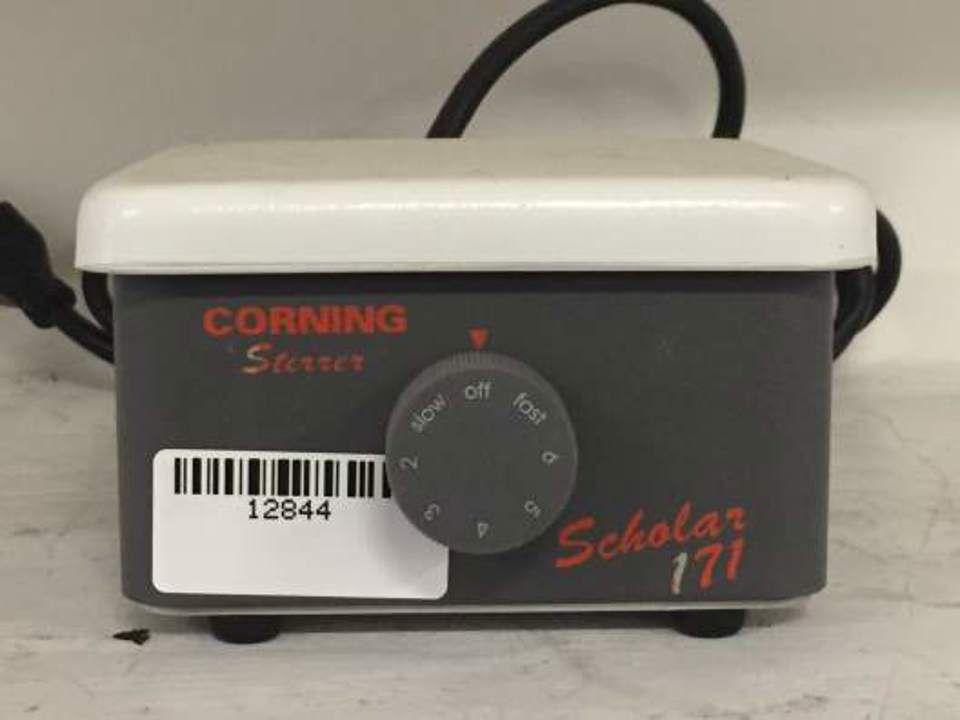 CORNING
Stirrer
slow off fast
2 6
3 5
4
12844
Scholar
171